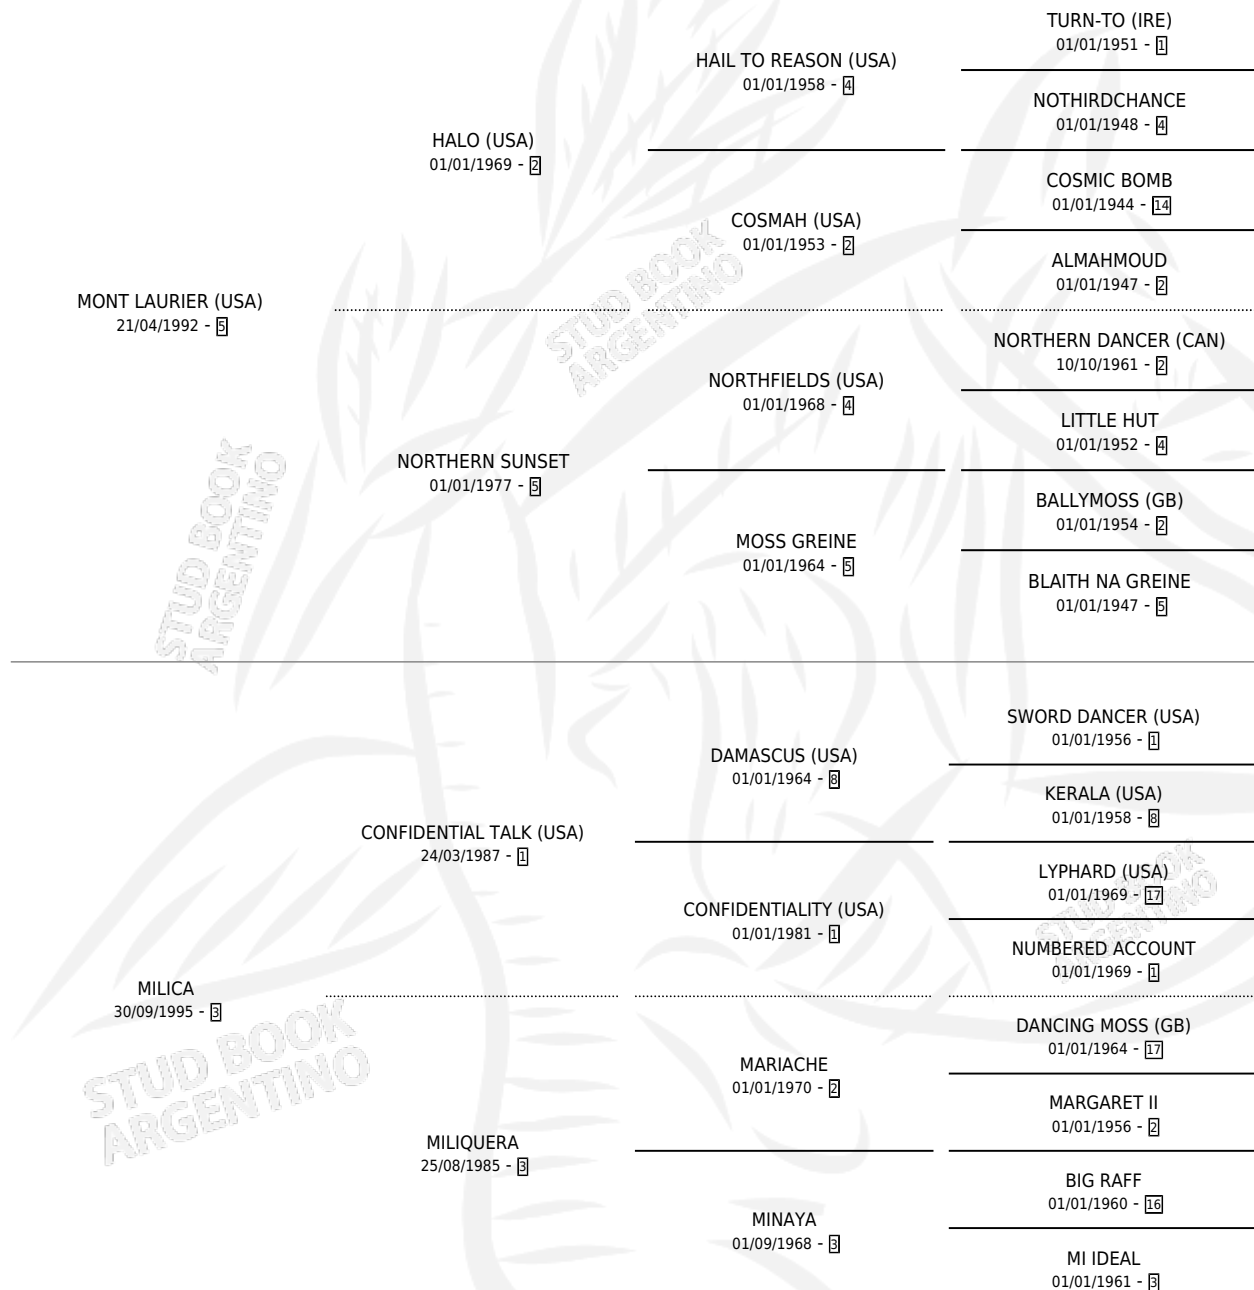 TURN-TO (IRE)
01/01/1951 - 1
HAIL TO REASON (USA)
01/01/1958 - 4
NOTHIRDCHANCE
01/01/1948 - 4
HALO (USA)
01/01/1969 - 2
COSMIC BOMB
01/01/1944 - 14
COSMAH (USA)
01/01/1953 - 2
ALMAHMOUD
01/01/1947 - 2
MONT LAURIER (USA)
21/04/1992 - 5
STUD BOOK
ARGENTINO
NORTHERN DANCER (CAN)
10/10/1961 - 2
NORTHFIELDS (USA)
01/01/1968 - 4
LITTLE HUT
01/01/1952 - 4
NORTHERN SUNSET
01/01/1977 - 5
BALLYMOSS (GB)
01/01/1954 - 2
MOSS GREINE
01/01/1964 - 5
BLAITH NA GREINE
01/01/1947 - 5
STUD BOOK
ARGENTINO
SWORD DANCER (USA)
01/01/1956 - 1
DAMASCUS (USA)
01/01/1964 - 8
KERALA (USA)
01/01/1958 - 8
CONFIDENTIAL TALK (USA)
24/03/1987 - 1
LYPHARD (USA)
01/01/1969 - 17
CONFIDENTIALITY (USA)
01/01/1981 - 1
NUMBERED ACCOUNT
01/01/1969 - 1
STUD BOOK
ARGENTINO
MILICA
30/09/1995 - 3
DANCING MOSS (GB)
01/01/1964 - 17
MARIACHE
01/01/1970 - 2
MARGARET II
01/01/1956 - 2
STUD BOOK
ARGENTINO
MILIQUERA
25/08/1985 - 3
BIG RAFF
01/01/1960 - 16
MINAYA
01/09/1968 - 3
MI IDEAL
01/01/1961 - 3